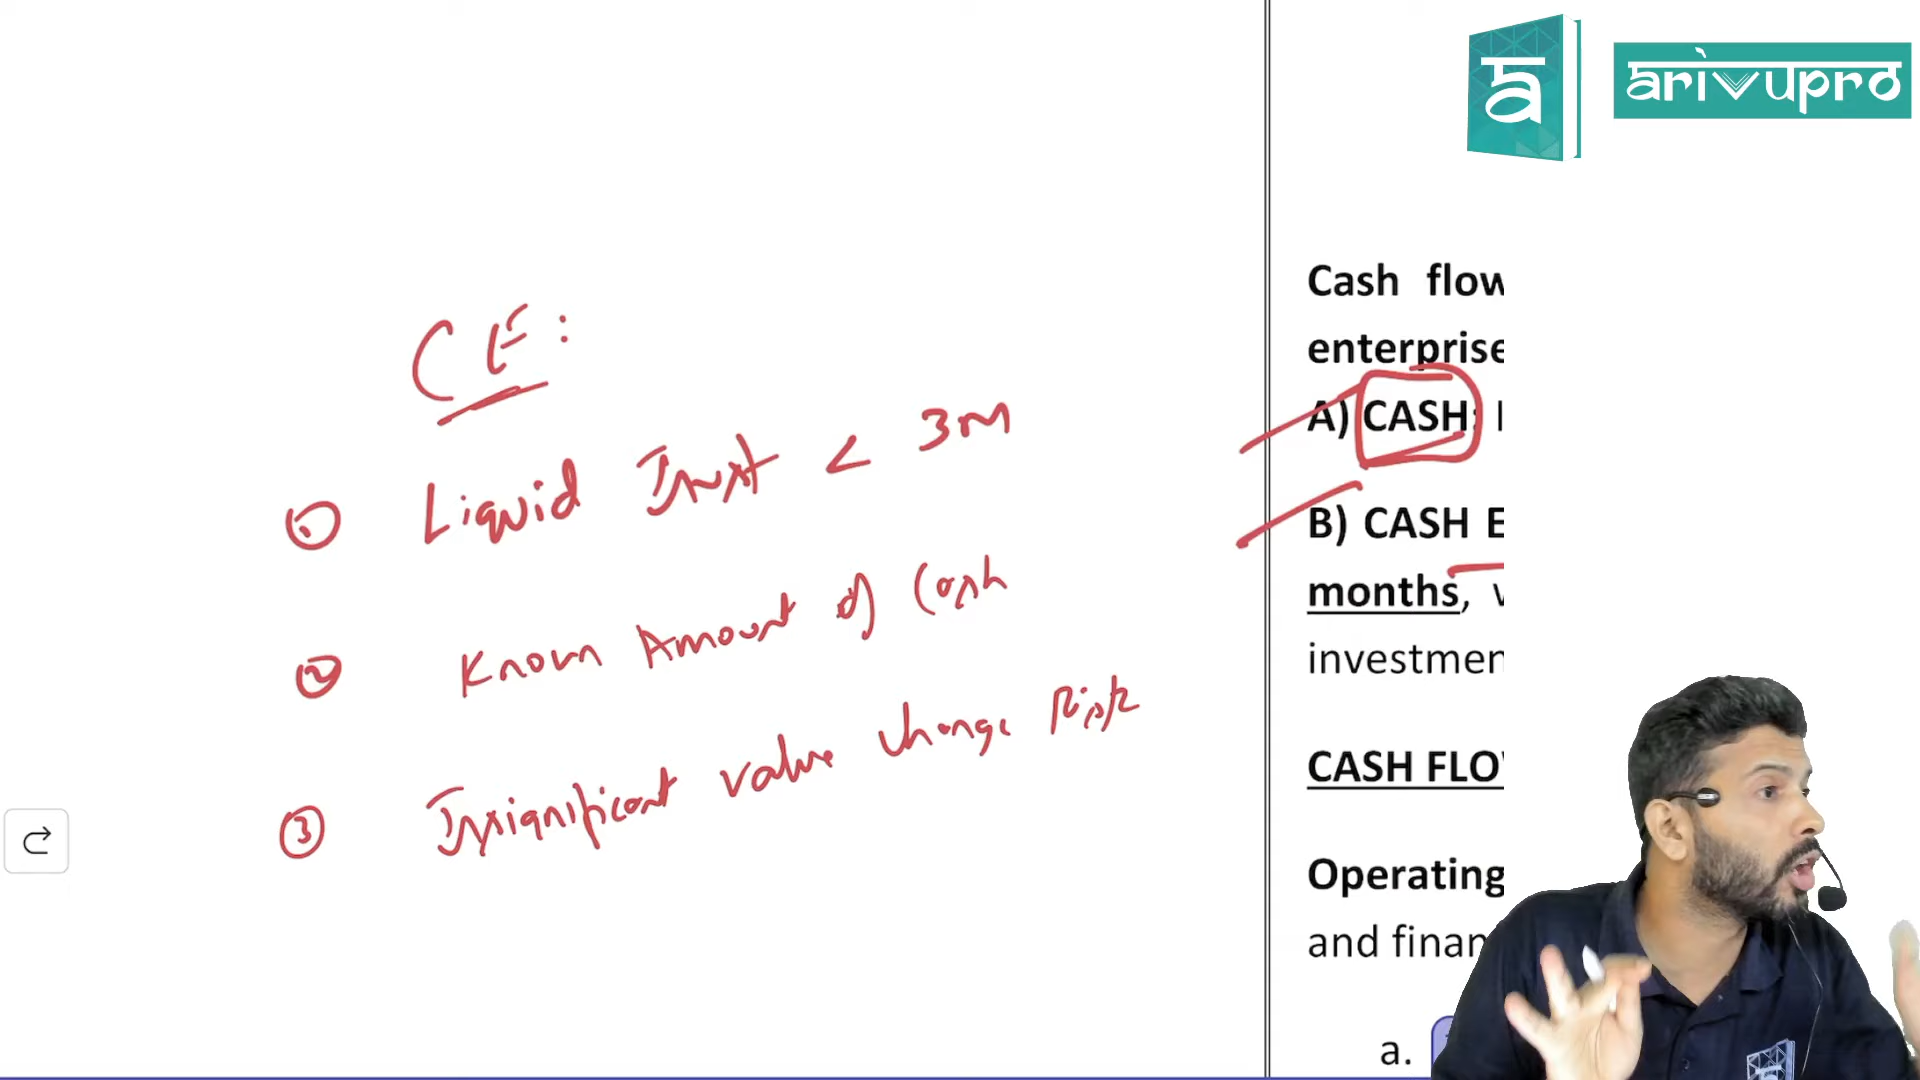 arivupro
CE:
① Liquid Invst < 3M
② Known Amount of Cash
③ Insignificant value change Risk
Cash flow
enterprise
A) CASH:
B) CASH E
months,
investmen
CASH FLO
Operating
and finan
a.